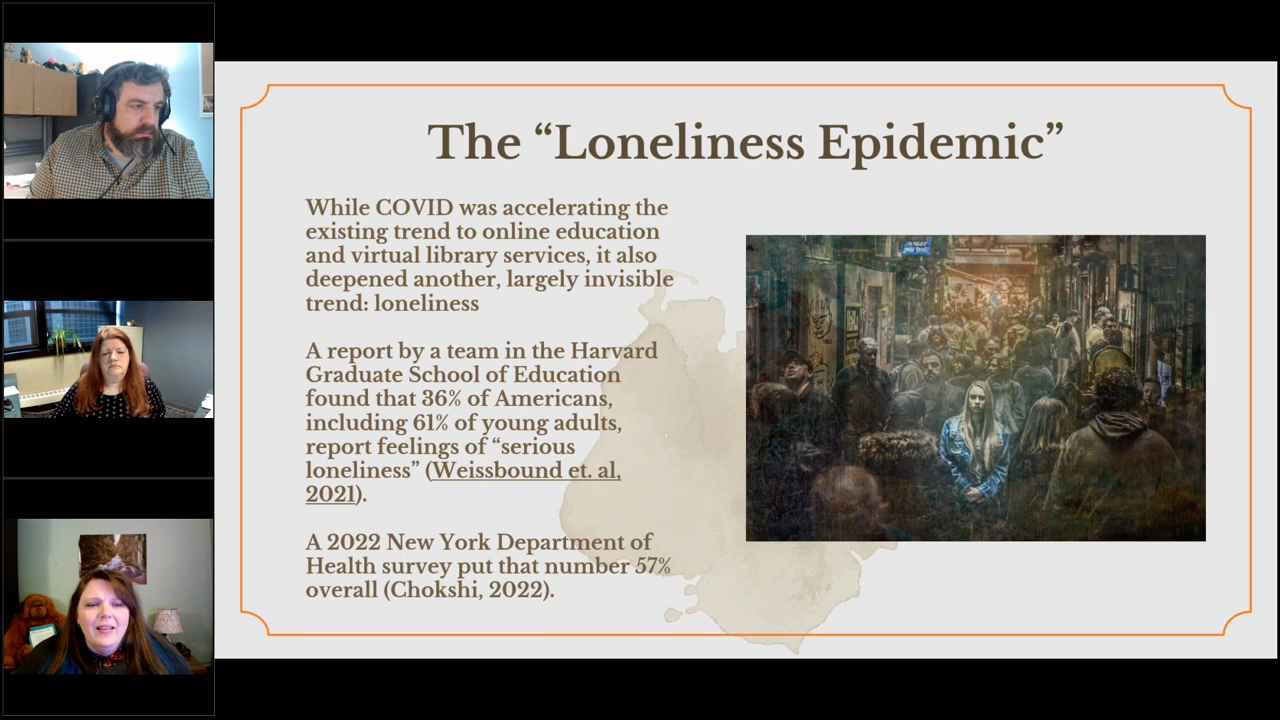 The “Loneliness Epidemic”
While COVID was accelerating the
existing trend to online education
and virtual library services, it also
deepened another, largely invisible
trend: loneliness
A report by a team in the Harvard
Graduate School of Education
found that 36% of Americans,
including 61% of young adults,
report feelings of “serious
loneliness” (Weissbound et. al,
2021).
A 2022 New York Department of
Health survey put that number 57%
overall (Chokshi, 2022).